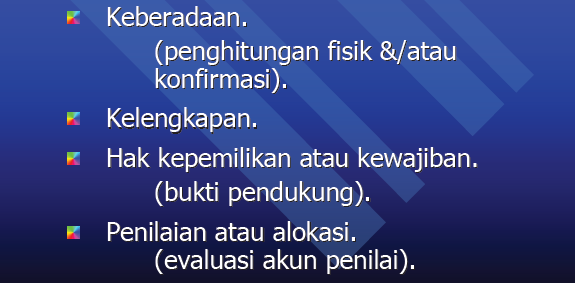 Keberadaan.
(penghitungan fisik &/atau
konfirmasi).
Kelengkapan.
Hak kepemilikan atau kewajiban.
(bukti pendukung).
Penilaian atau alokasi.
(evaluasi akun penilai).